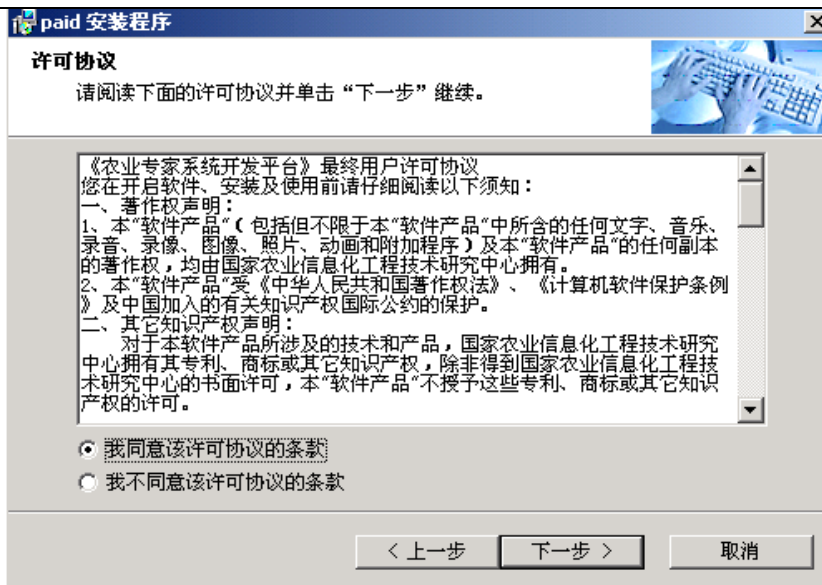 paid 安装程序
许可协议
请阅读下面的许可协议并单击“下一步”继续。
《农业专家系统开发平台》最终用户许可协议
您在开启软件、安装及使用前请仔细阅读以下须知：
一、著作权声明：
1、本“软件产品”（包括但不限于本“软件产品”中所含的任何文字、音乐、
录音、录像、图像、照片、动画和附加程序）及本“软件产品”的任何副本
的著作权，均由国家农业信息化工程技术研究中心拥有。
2、本“软件产品”受《中华人民共和国著作权法》、《计算机软件保护条例
》及中国加入的有关知识产权国际公约的保护。
二、其它知识产权声明：
对于本软件产品所涉及的技术和产品，国家农业信息化工程技术研究
中心拥有其专利、商标或其它知识产权，除非得到国家农业信息化工程技
术研究中心的书面许可，本“软件产品”不授予这些专利、商标或其它知识
产权的许可。
我同意该许可协议的条款
我不同意该许可协议的条款
< 上一步
下一步 >
取消